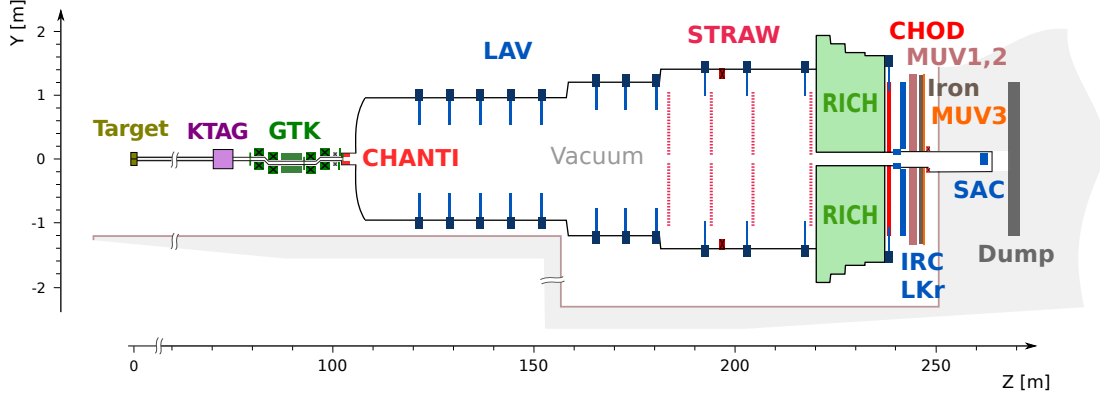 Y [m]
2
1
0
-1
-2
Target
KTAG
GTK
CHANTI
LAV
Vacuum
STRAW
RICH
RICH
CHOD
MUV1,2
Iron
MUV3
SAC
IRC
LKr
Dump
0
100
150
200
250
Z [m]